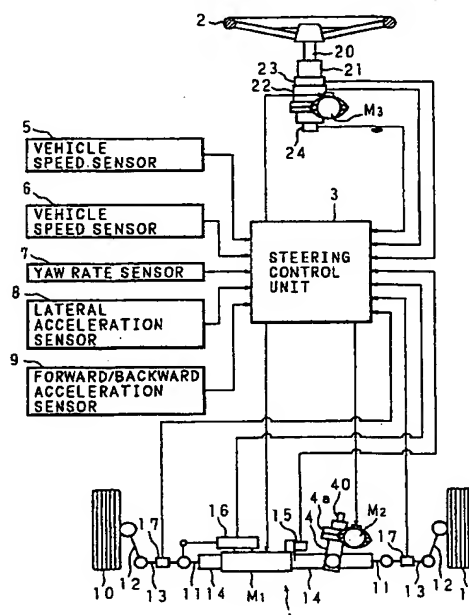 2
20
21
23
22
M3
24
5
VEHICLE
SPEED SENSOR
6
VEHICLE
SPEED SENSOR
7
YAW RATE SENSOR
8
LATERAL
ACCELERATION
SENSOR
9
FORWARD/BACKWARD
ACCELERATION
SENSOR
3
STEERING
CONTROL
UNIT
40
4a
4
M2
15
16
17
17
10
12
13
11
14
M1
14
11
13
12
1